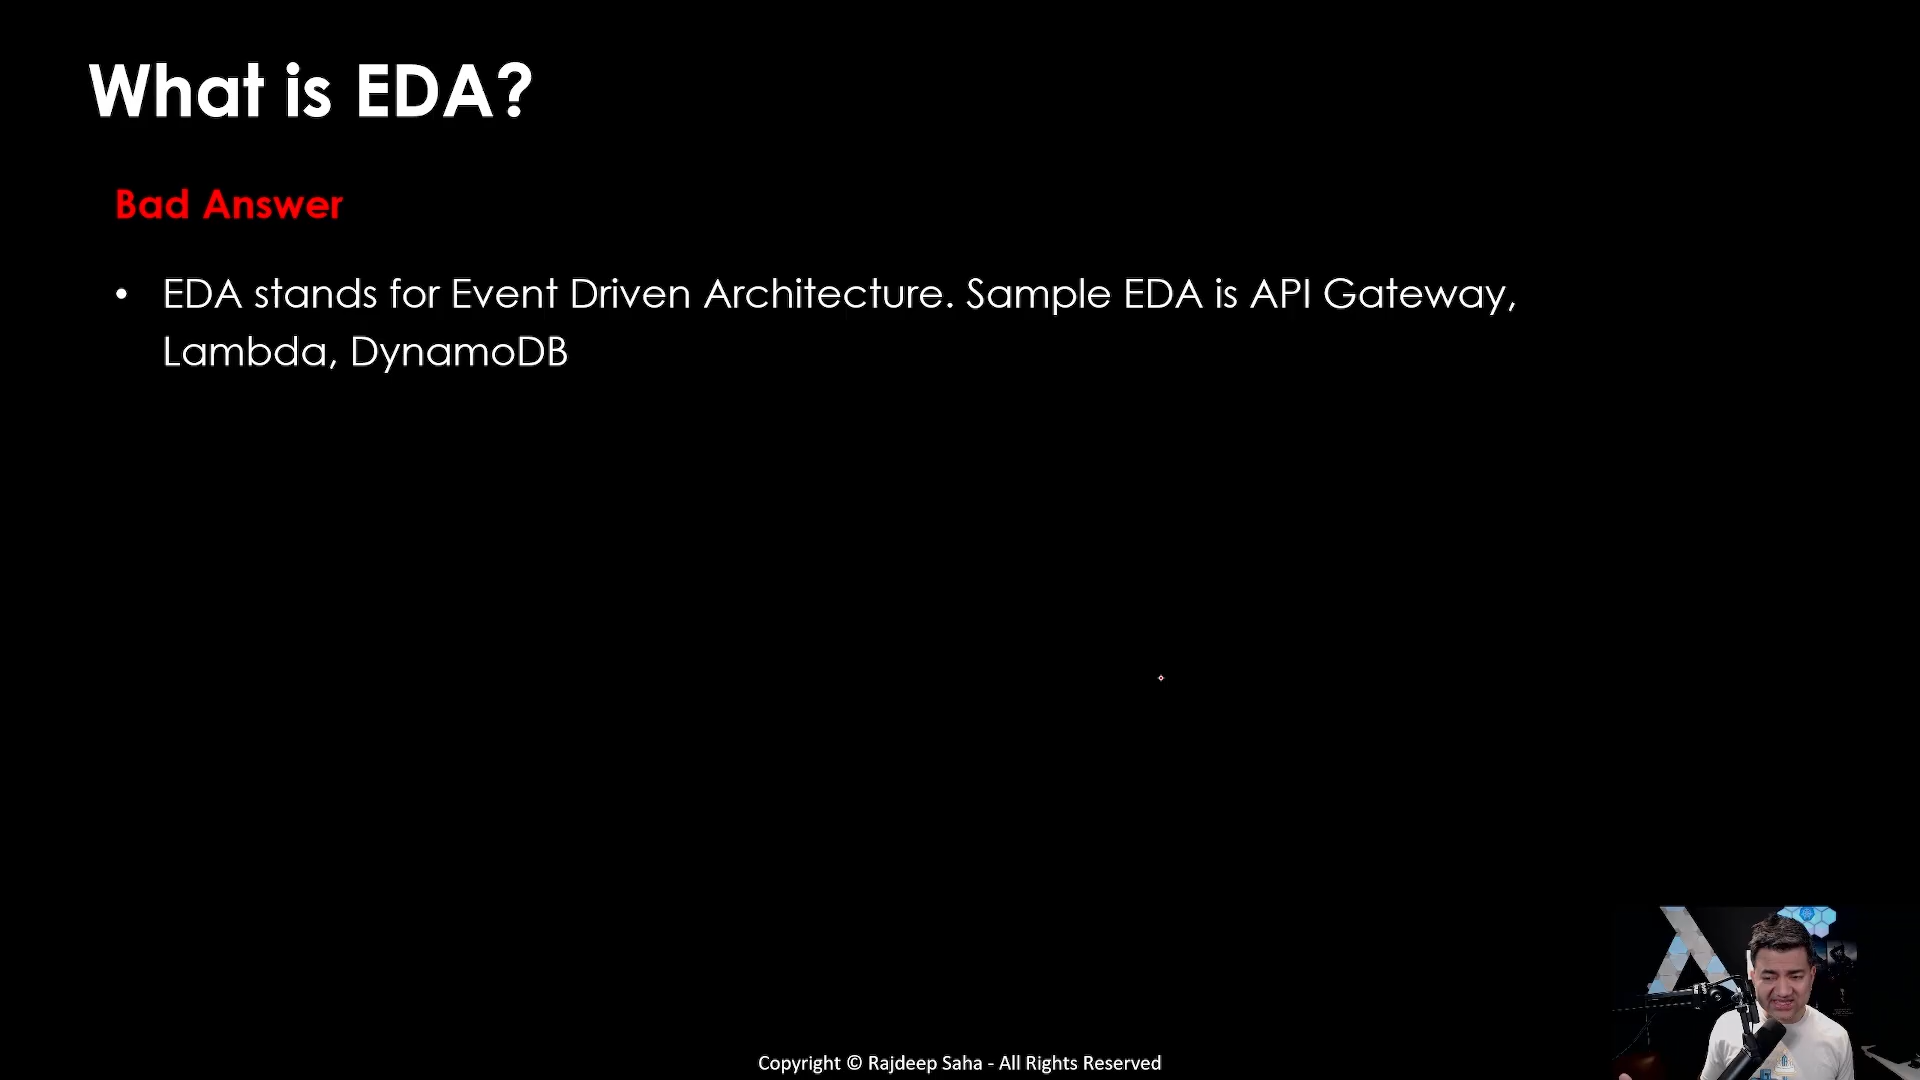 What is EDA?
Bad Answer
• EDA stands for Event Driven Architecture. Sample EDA is API Gateway,
Lambda, DynamoDB
Copyright © Rajdeep Saha - All Rights Reserved